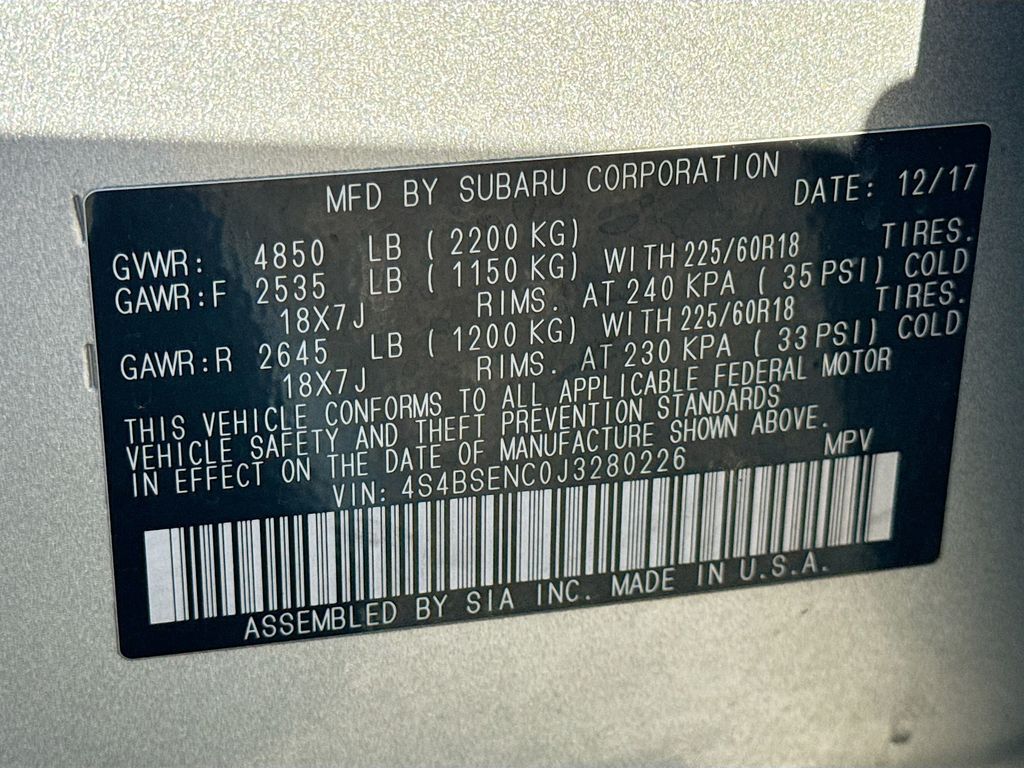 MFD BY SUBARU CORPORATION DATE: 12/17
GVWR: 4850 LB ( 2200 KG)
GAWR:F 2535 LB ( 1150 KG) WITH 225/60R18 TIRES.
18X7J RIMS. AT 240 KPA ( 35 PSI) COLD
GAWR:R 2645 LB ( 1200 KG) WITH 225/60R18 TIRES.
18X7J RIMS. AT 230 KPA ( 33 PSI) COLD
THIS VEHICLE CONFORMS TO ALL APPLICABLE FEDERAL MOTOR
VEHICLE SAFETY AND THEFT PREVENTION STANDARDS
IN EFFECT ON THE DATE OF MANUFACTURE SHOWN ABOVE.
VIN: 4S4BSENC0J3280226 MPV
ASSEMBLED BY SIA INC. MADE IN U.S.A.